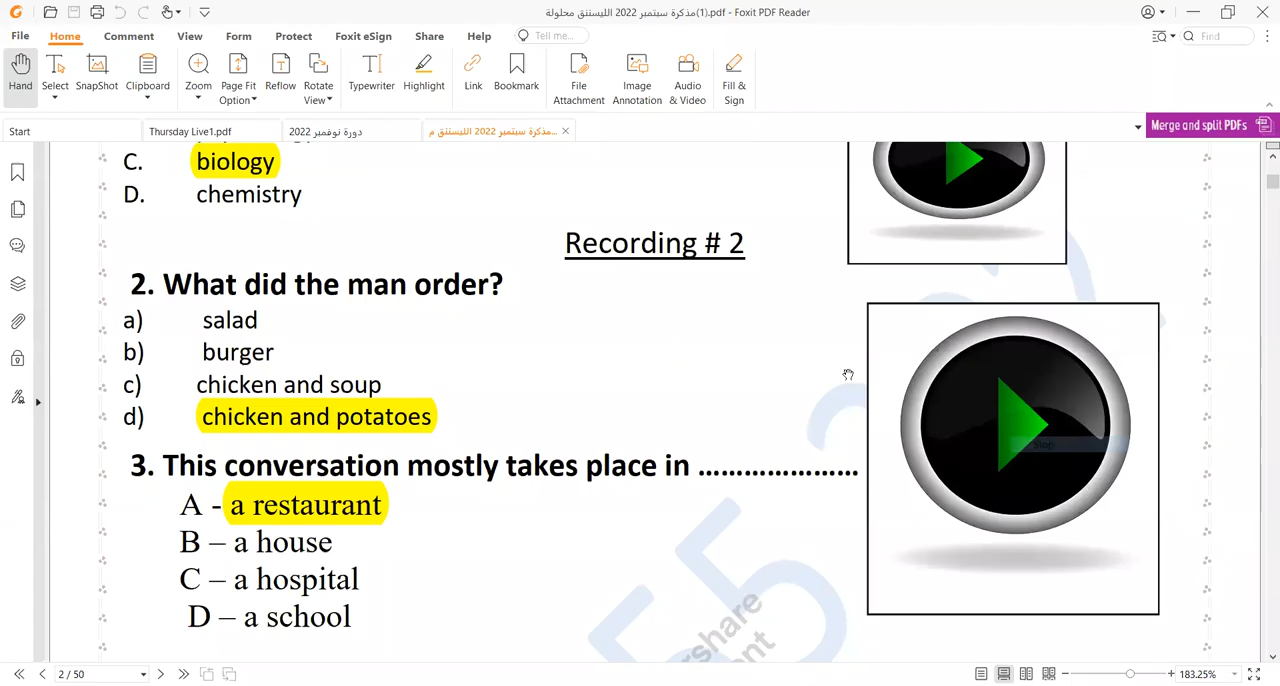 مذكرة سبتمبر 2022 الليسننق محلولة(1).pdf - Foxit PDF Reader
File Home Comment View Form Protect Foxit eSign Share Help Tell me... Find
Hand Select SnapShot Clipboard Zoom Page Fit Option Reflow Rotate View Typewriter Highlight Link Bookmark File Attachment Image Annotation Audio & Video Fill & Sign
Start Thursday Live1.pdf دورة نوفمبر 2022 مذكرة سبتمبر 2022 الليستنق م... Merge and split PDFs
C. biology
D. chemistry
Recording # 2
2. What did the man order?
a) salad
b) burger
c) chicken and soup
d) chicken and potatoes
3. This conversation mostly takes place in …………………
Stop
A - a restaurant
B – a house
C – a hospital
D – a school
2 / 50 183.25%